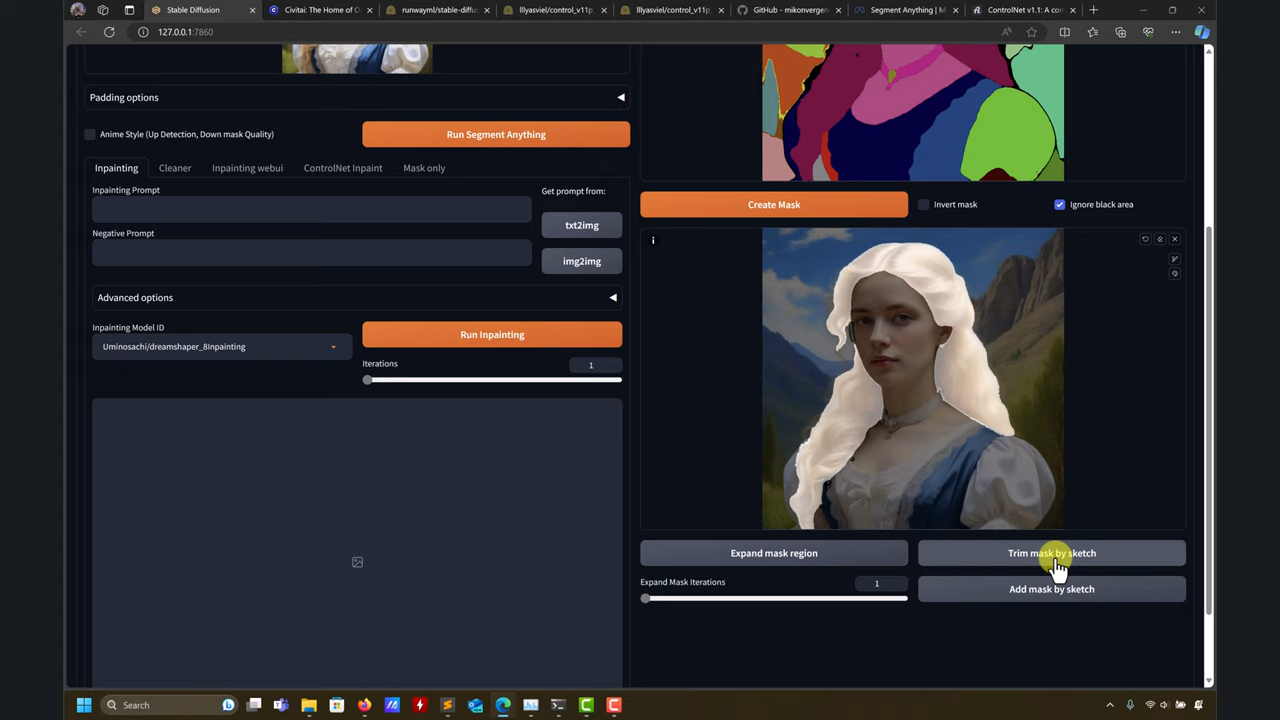 Stable Diffusion
Civitai: The Home of O
runwayml/stable-diffus
lllyasviel/control_v11p_
lllyasviel/control_v11p_
GitHub - mikonvergen
Segment Anything | M
ControlNet v1.1: A con
127.0.0.1:7860
Padding options
Anime Style (Up Detection, Down mask Quality)
Run Segment Anything
Inpainting
Cleaner
Inpainting webui
ControlNet Inpaint
Mask only
Inpainting Prompt
Get prompt from:
txt2img
Negative Prompt
img2img
Advanced options
Inpainting Model ID
Uminosachi/dreamshaper_8Inpainting
Run Inpainting
Iterations
1
Create Mask
Invert mask
Ignore black area
Expand mask region
Trim mask by sketch
Expand Mask Iterations
1
Add mask by sketch
Search